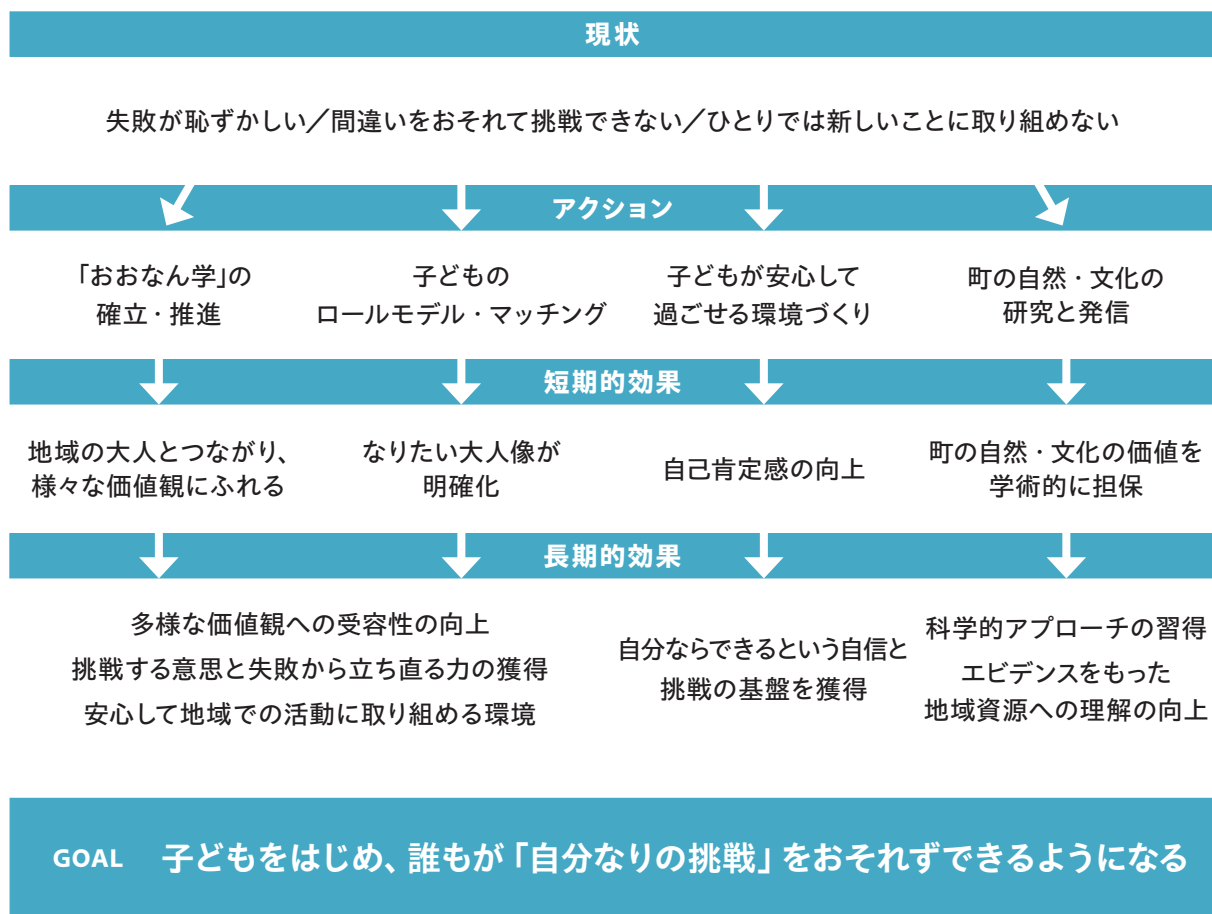 現状
失敗が恥ずかしい／間違いをおそれて挑戦できない／ひとりでは新しいことに取り組めない
アクション
「おおなん学」の
確立・推進
子どもの
ロールモデル・マッチング
子どもが安心して
過ごせる環境づくり
町の自然・文化の
研究と発信
短期的効果
地域の大人とつながり、
様々な価値観にふれる
なりたい大人像が
明確化
自己肯定感の向上
町の自然・文化の価値を
学術的に担保
長期的効果
多様な価値観への受容性の向上
挑戦する意思と失敗から立ち直る力の獲得
安心して地域での活動に取り組める環境
自分ならできるという自信と
挑戦の基盤を獲得
科学的アプローチの習得
エビデンスをもった
地域資源への理解の向上
GOAL 子どもをはじめ、誰もが「自分なりの挑戦」をおそれずできるようになる